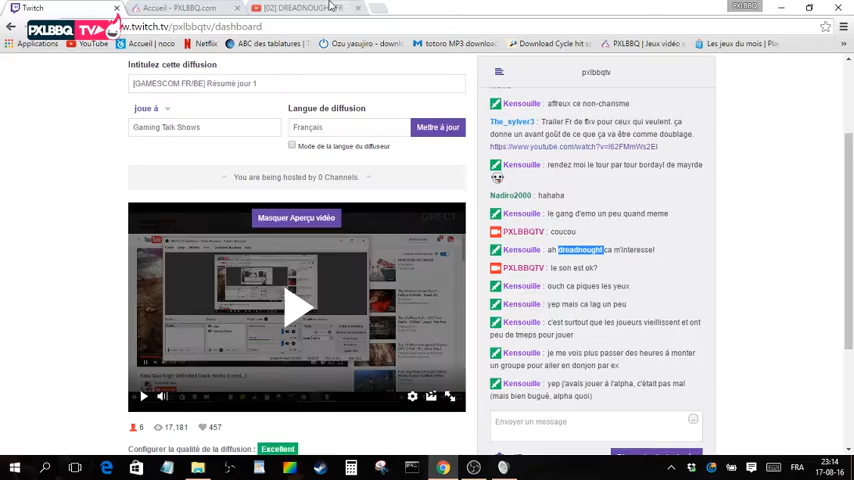 Twitch
Accueil - PXLBBQ.com
[02] DREADNOUGHT FR
PXLBBQ
www.twitch.tv/pxlbbqtv/dashboard
PXLBBQ TV
Applications
YouTube
Accueil
Netflix
ABC des tablatures :
Ozu yasujiro - downlo
totoro MP3 download
Download Cycle hit s
PXLBBQ | Jeux vidéo s
Les jeux du mois |
Intitulez cette diffusion
[GAMESCOM FR/BE] Résumé jour 1
joue à
Langue de diffusion
Gaming Talk Shows
Français
Mettre à jour
Mode de la langue du diffuseur
You are being hosted by 0 Channels.
Masquer Aperçu vidéo
DIRECT
6
17,181
457
Configurer la qualité de la diffusion :
Excellent
pxlbbqtv
Kensouille : affreux ce non-charisme
The_sylver3 : Trailer Fr de ffxv pour ceux qui veulent. ça
donne un avant goût de ce que ça va être comme doublage.
Kensouille : rendez moi le tour par tour bordayl de mayrde
Nadiro2000 : hahaha
Kensouille : le gang d'emo un peu quand meme
PXLBBQTV : coucou
Kensouille : ah dreadnought ca m'interesse!
PXLBBQTV : le son est ok?
Kensouille : ouch ca piques les yeux
Kensouille : yep mais ca lag un peu
Kensouille : c'est surtout que les joueurs vieillissent et ont
peu de tmeps pour jouer
Kensouille : je me vois plus passer des heures à monter
un groupe pour aller en donjon par ex
Kensouille : yep j'avais jouer à l'alpha, c'était pas mal
(mais bien bugué, alpha quoi)
Envoyer un message
FRA
23:14
17-08-16